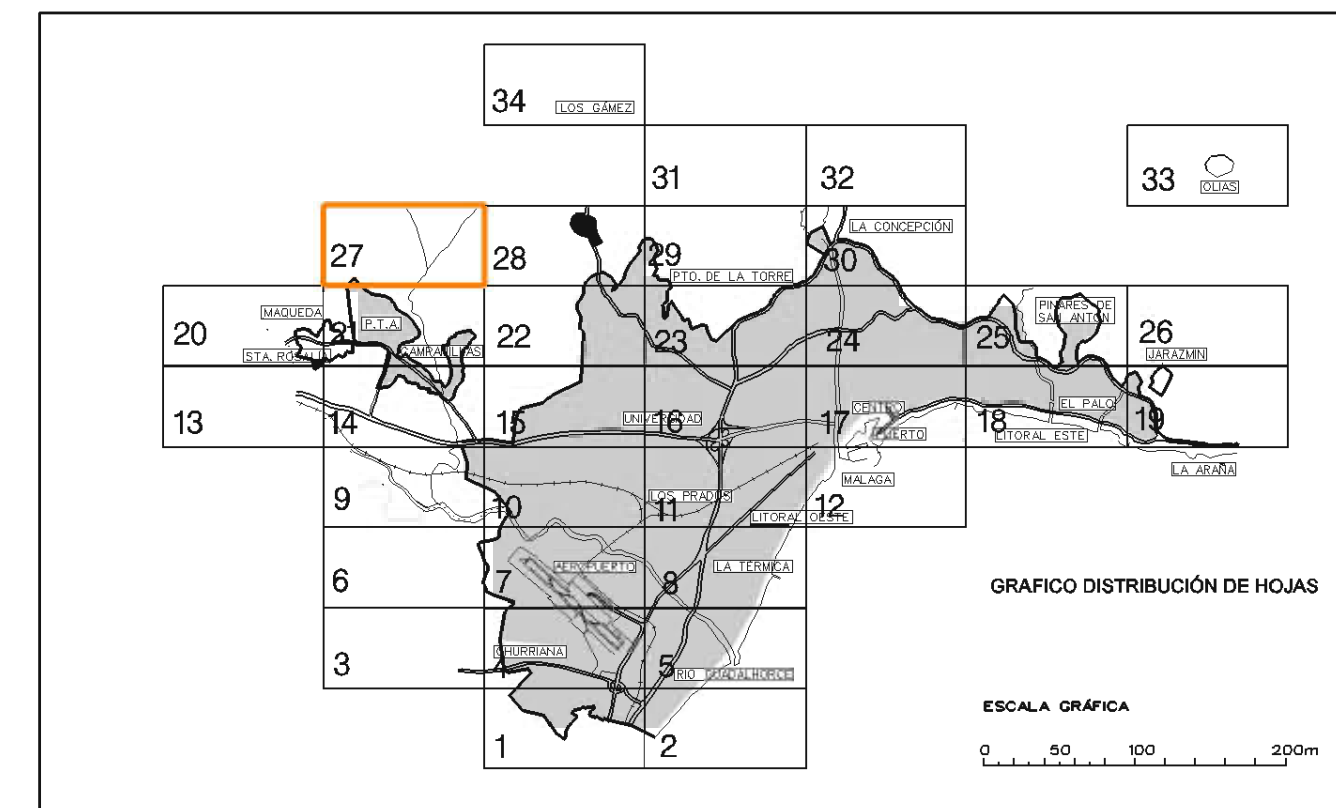 34 LOS GÁMEZ
31 32 33
OLIAS
LA CONCEPCIÓN
27 28 29 30
PTO. DE LA TORRE
MAQUEDA
P.T.A.
PINARES DE
SAN ANTON
20 22 23 24 25 26
STA. ROSALIA CAMPANILLAS JARAZMIN
EL PALO
CENTRO
13 14 15 UNIVERSIDAD 16 17 PUERTO 18 LITORAL ESTE 19
LA ARAÑA
MALAGA
9 10 LOS PRADOS 11 12
LITORAL OESTE
6 7 AEROPUERTO 8 LA TÉRMICA
GRAFICO DISTRIBUCIÓN DE HOJAS
CHURRIANA
3 5 RIO GUADALHORCE
ESCALA GRÁFICA
1 2
0 50 100 200m